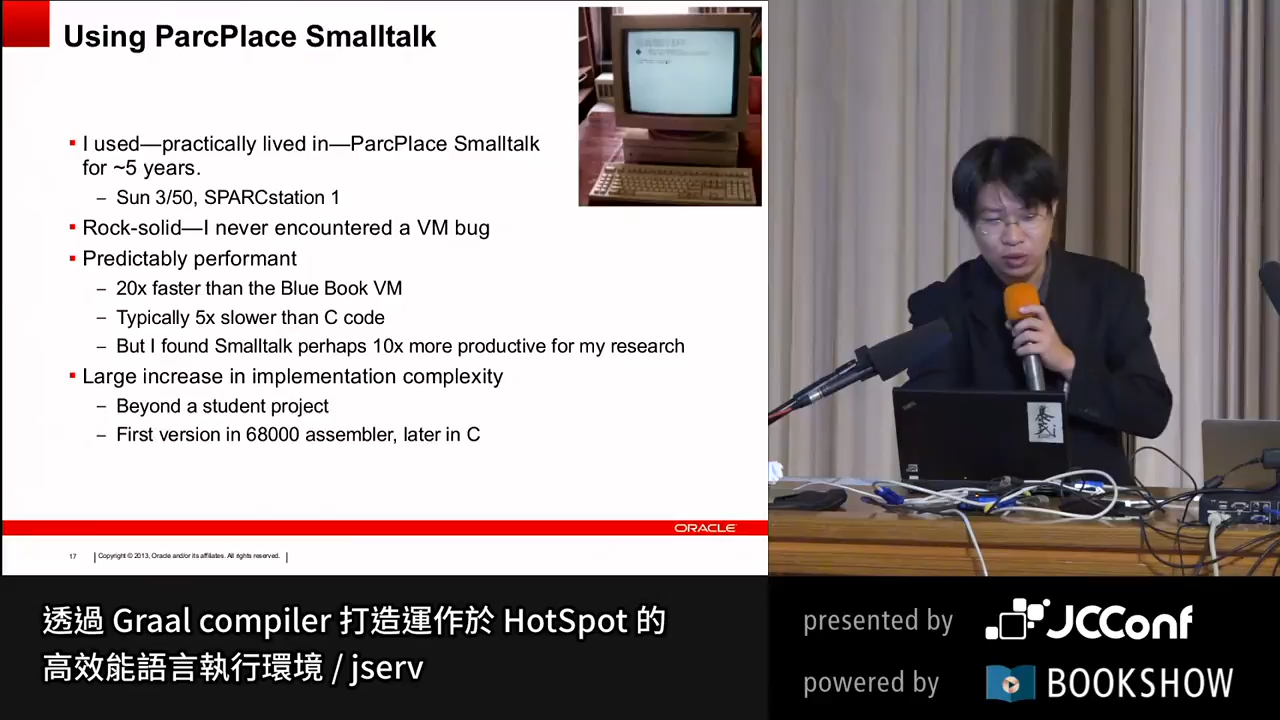 Using ParcPlace Smalltalk
▪ I used—practically lived in—ParcPlace Smalltalk
for ~5 years.
– Sun 3/50, SPARCstation 1
▪ Rock-solid—I never encountered a VM bug
▪ Predictably performant
– 20x faster than the Blue Book VM
– Typically 5x slower than C code
– But I found Smalltalk perhaps 10x more productive for my research
▪ Large increase in implementation complexity
– Beyond a student project
– First version in 68000 assembler, later in C
ORACLE
17 | Copyright © 2013, Oracle and/or its affiliates. All rights reserved. |
透過 Graal compiler 打造運作於 HotSpot 的
高效能語言執行環境 / jserv
presented by JCConf
powered by BOOKSHOW